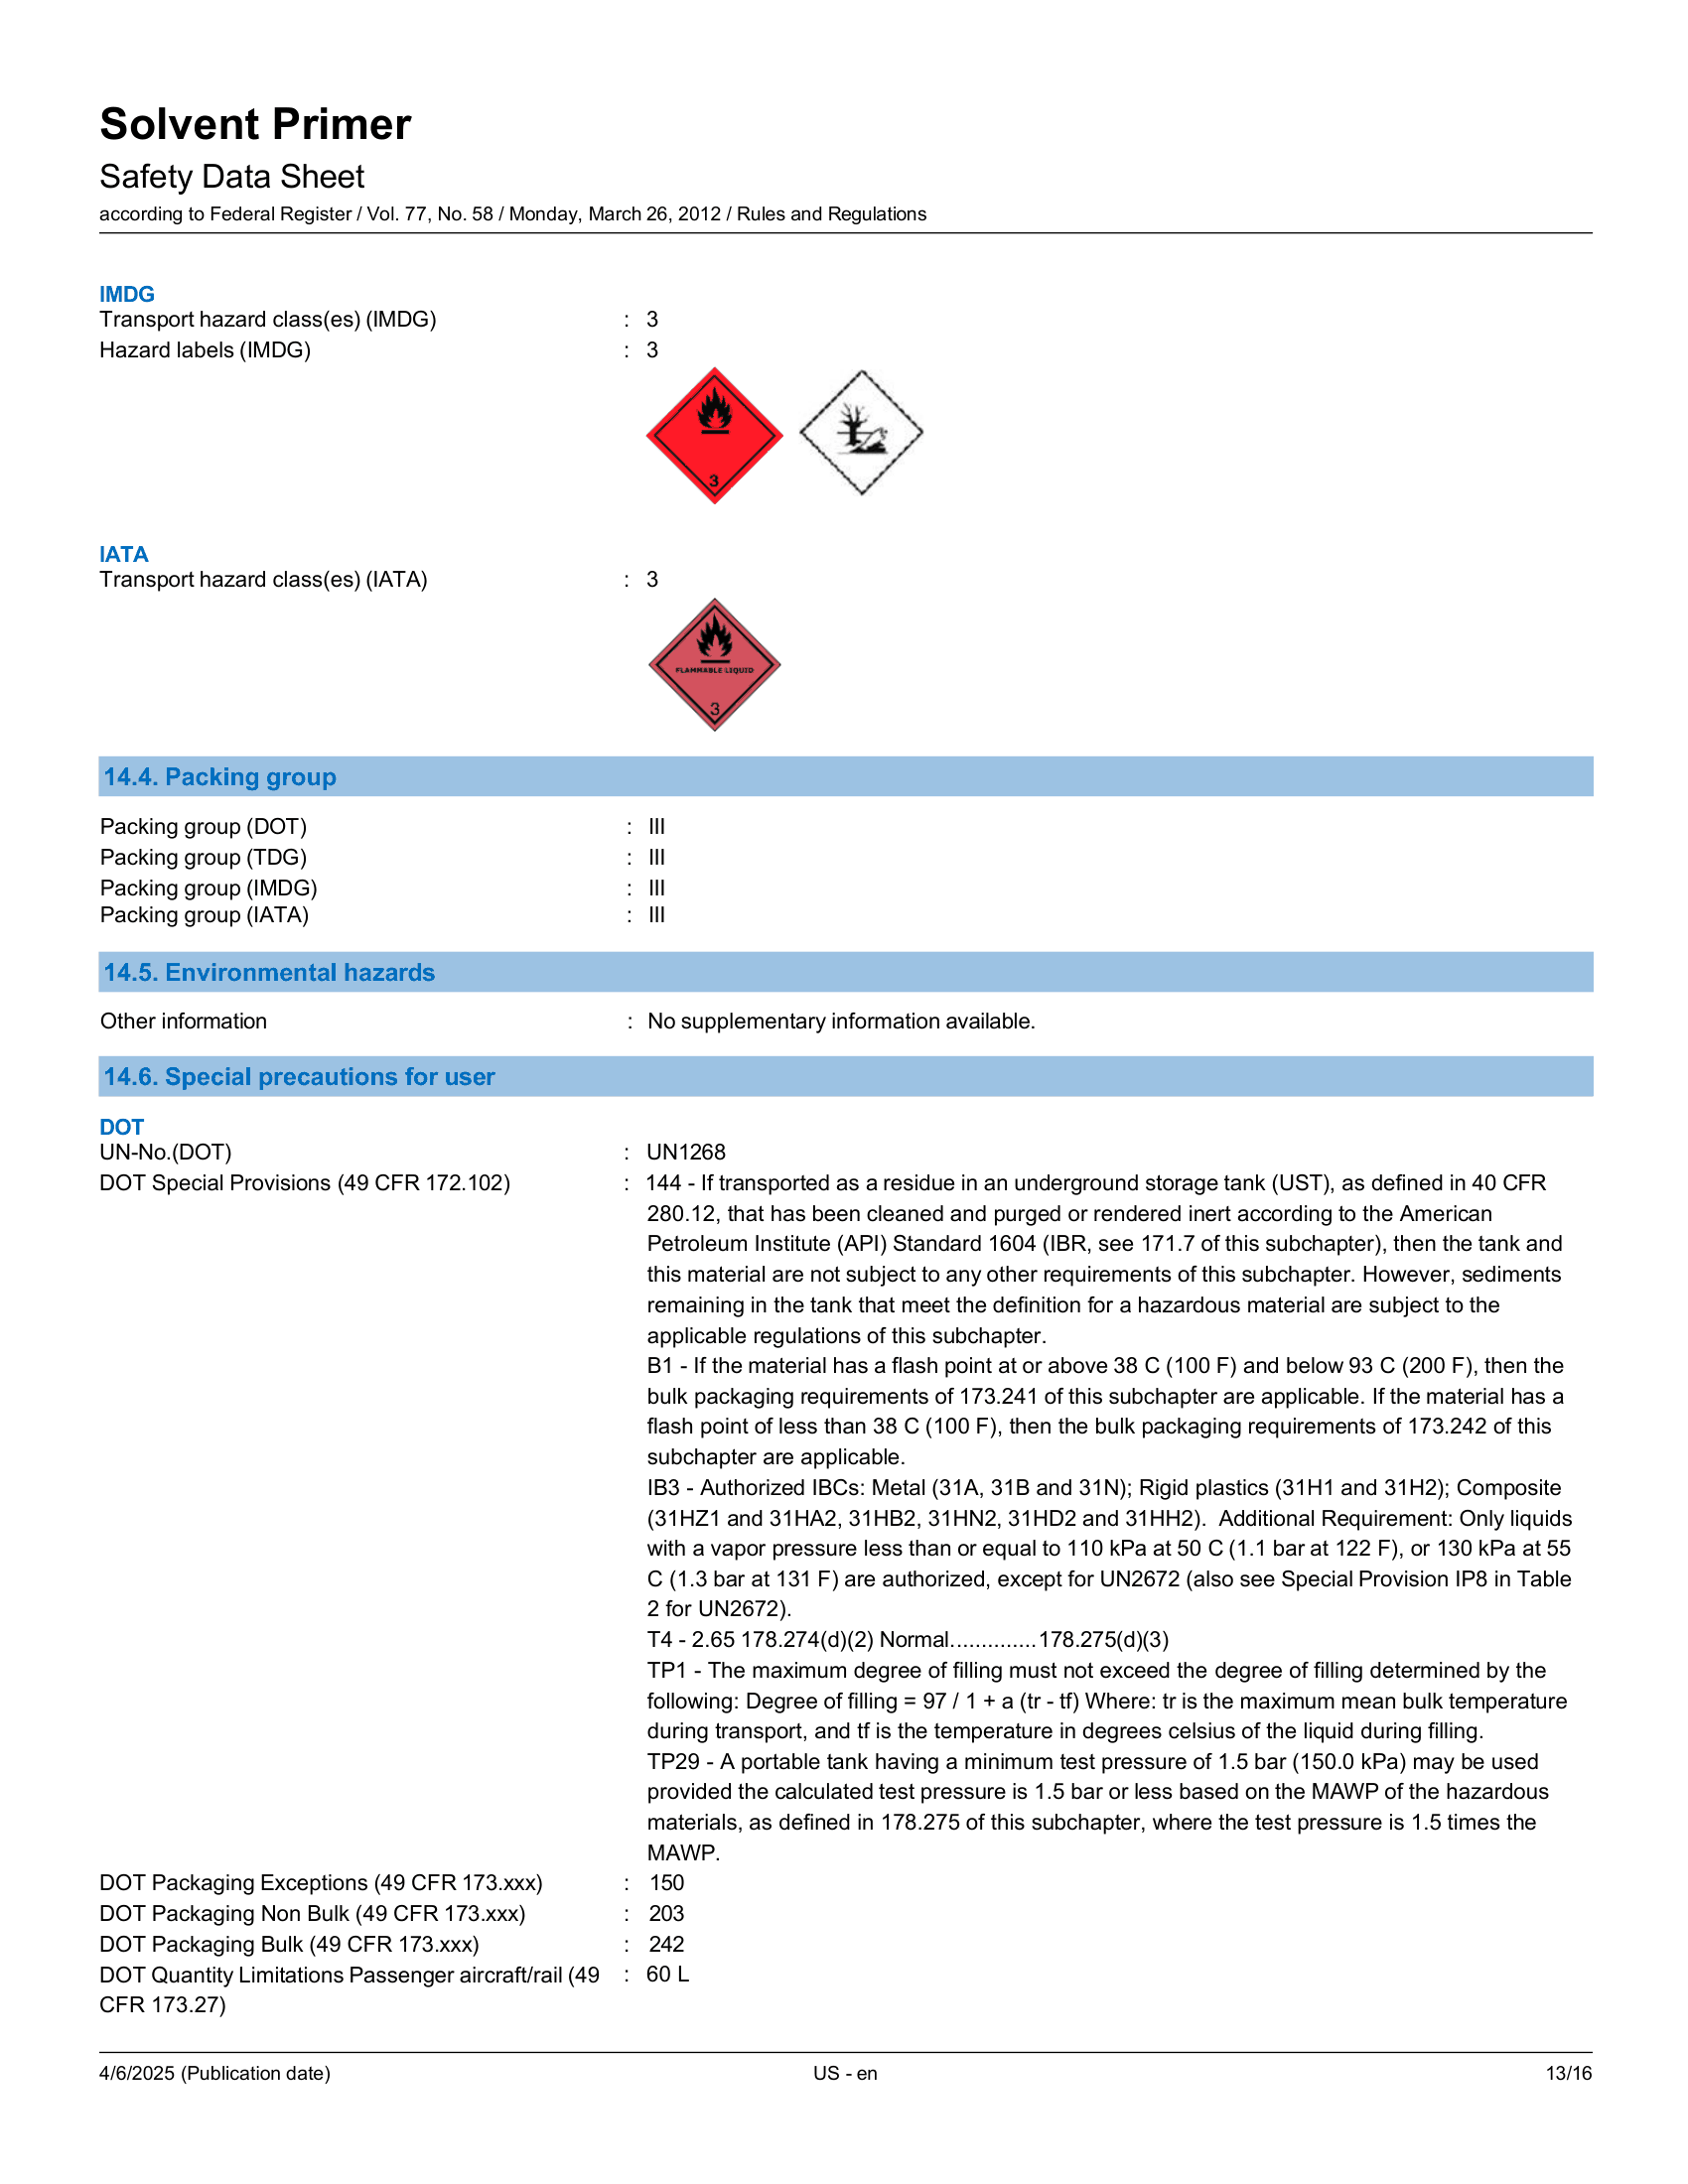 Solvent Primer
Safety Data Sheet
according to Federal Register / Vol. 77, No. 58 / Monday, March 26, 2012 / Rules and Regulations
IMDG
Transport hazard class(es) (IMDG) : 3
Hazard labels (IMDG) : 3
3
IATA
Transport hazard class(es) (IATA) : 3
FLAMMABLE LIQUID
3
14.4. Packing group
Packing group (DOT) : III
Packing group (TDG) : III
Packing group (IMDG) : III
Packing group (IATA) : III
14.5. Environmental hazards
Other information : No supplementary information available.
14.6. Special precautions for user
DOT
UN-No.(DOT) : UN1268
DOT Special Provisions (49 CFR 172.102) : 144 - If transported as a residue in an underground storage tank (UST), as defined in 40 CFR
280.12, that has been cleaned and purged or rendered inert according to the American
Petroleum Institute (API) Standard 1604 (IBR, see 171.7 of this subchapter), then the tank and
this material are not subject to any other requirements of this subchapter. However, sediments
remaining in the tank that meet the definition for a hazardous material are subject to the
applicable regulations of this subchapter.
B1 - If the material has a flash point at or above 38 C (100 F) and below 93 C (200 F), then the
bulk packaging requirements of 173.241 of this subchapter are applicable. If the material has a
flash point of less than 38 C (100 F), then the bulk packaging requirements of 173.242 of this
subchapter are applicable.
IB3 - Authorized IBCs: Metal (31A, 31B and 31N); Rigid plastics (31H1 and 31H2); Composite
(31HZ1 and 31HA2, 31HB2, 31HN2, 31HD2 and 31HH2).  Additional Requirement: Only liquids
with a vapor pressure less than or equal to 110 kPa at 50 C (1.1 bar at 122 F), or 130 kPa at 55
C (1.3 bar at 131 F) are authorized, except for UN2672 (also see Special Provision IP8 in Table
2 for UN2672).
T4 - 2.65 178.274(d)(2) Normal..............178.275(d)(3)
TP1 - The maximum degree of filling must not exceed the degree of filling determined by the
following: Degree of filling = 97 / 1 + a (tr - tf) Where: tr is the maximum mean bulk temperature
during transport, and tf is the temperature in degrees celsius of the liquid during filling.
TP29 - A portable tank having a minimum test pressure of 1.5 bar (150.0 kPa) may be used
provided the calculated test pressure is 1.5 bar or less based on the MAWP of the hazardous
materials, as defined in 178.275 of this subchapter, where the test pressure is 1.5 times the
MAWP.
DOT Packaging Exceptions (49 CFR 173.xxx) : 150
DOT Packaging Non Bulk (49 CFR 173.xxx) : 203
DOT Packaging Bulk (49 CFR 173.xxx) : 242
DOT Quantity Limitations Passenger aircraft/rail (49 : 60 L
CFR 173.27)
4/6/2025 (Publication date) US - en 13/16